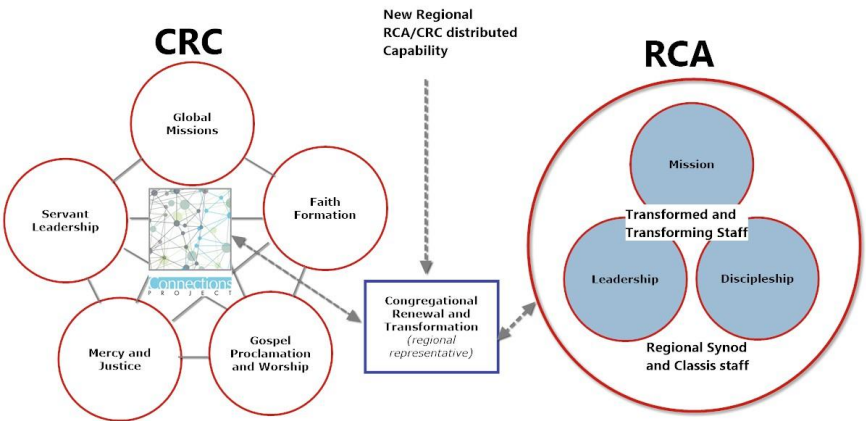 New Regional
RCA/CRC distributed
Capability
CRC
Global
Missions
Servant
Leadership
Faith
Formation
Connections
PROJECT
Mercy and
Justice
Gospel
Proclamation
and Worship
Congregational
Renewal and
Transformation
(regional
representative)
RCA
Mission
Transformed and
Transforming Staff
Leadership
Discipleship
Regional Synod
and Classis staff